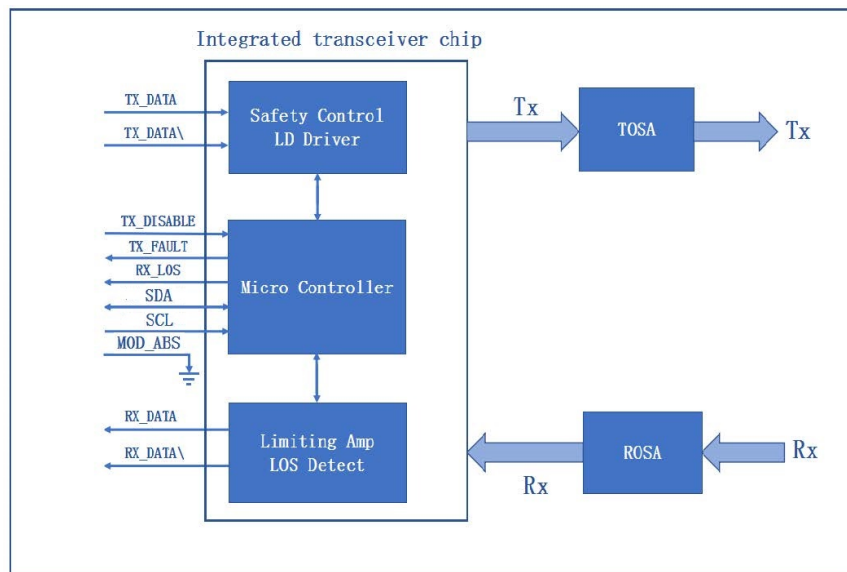 Integrated transceiver chip
TX_DATA
TX_DATA\
Safety Control
LD Driver
Tx
TOSA
Tx
TX_DISABLE
TX_FAULT
RX_LOS
SDA
SCL
MOD_ABS
Micro Controller
RX_DATA
RX_DATA\
Limiting Amp
LOS Detect
Rx
ROSA
Rx